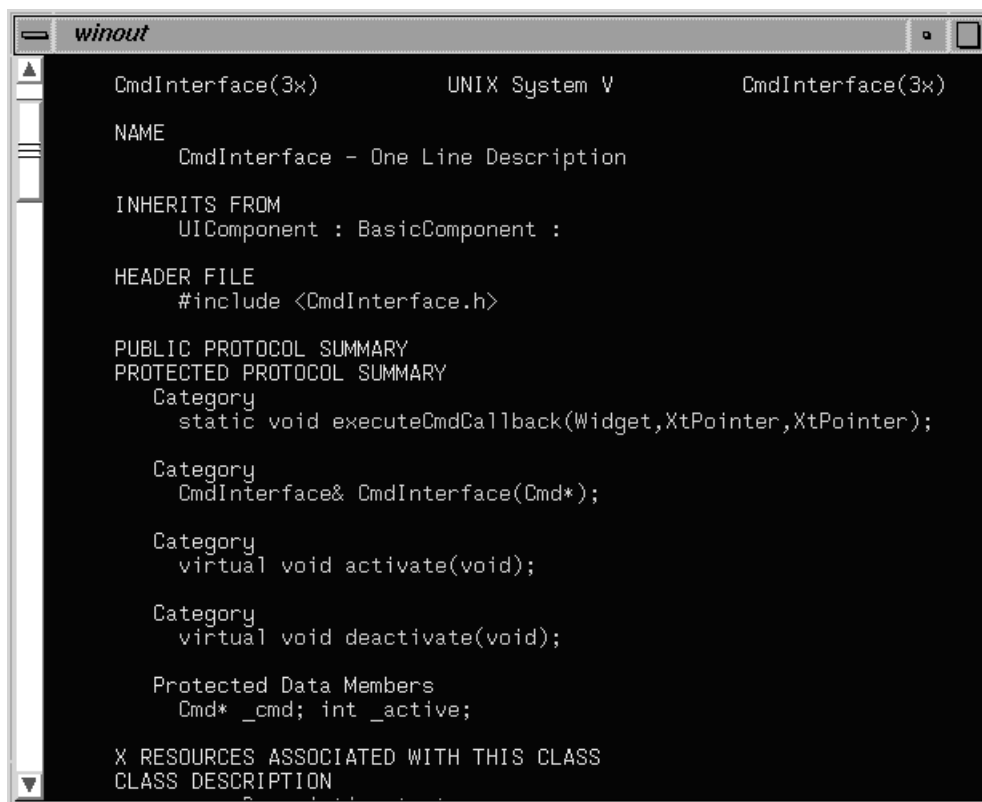 winout
CmdInterface(3x) UNIX System V CmdInterface(3x)
NAME
CmdInterface - One Line Description
INHERITS FROM
UIComponent : BasicComponent :
HEADER FILE
#include <CmdInterface.h>
PUBLIC PROTOCOL SUMMARY
PROTECTED PROTOCOL SUMMARY
Category
static void executeCmdCallback(Widget,XtPointer,XtPointer);
Category
CmdInterface& CmdInterface(Cmd*);
Category
virtual void activate(void);
Category
virtual void deactivate(void);
Protected Data Members
Cmd* _cmd; int _active;
X RESOURCES ASSOCIATED WITH THIS CLASS
CLASS DESCRIPTION